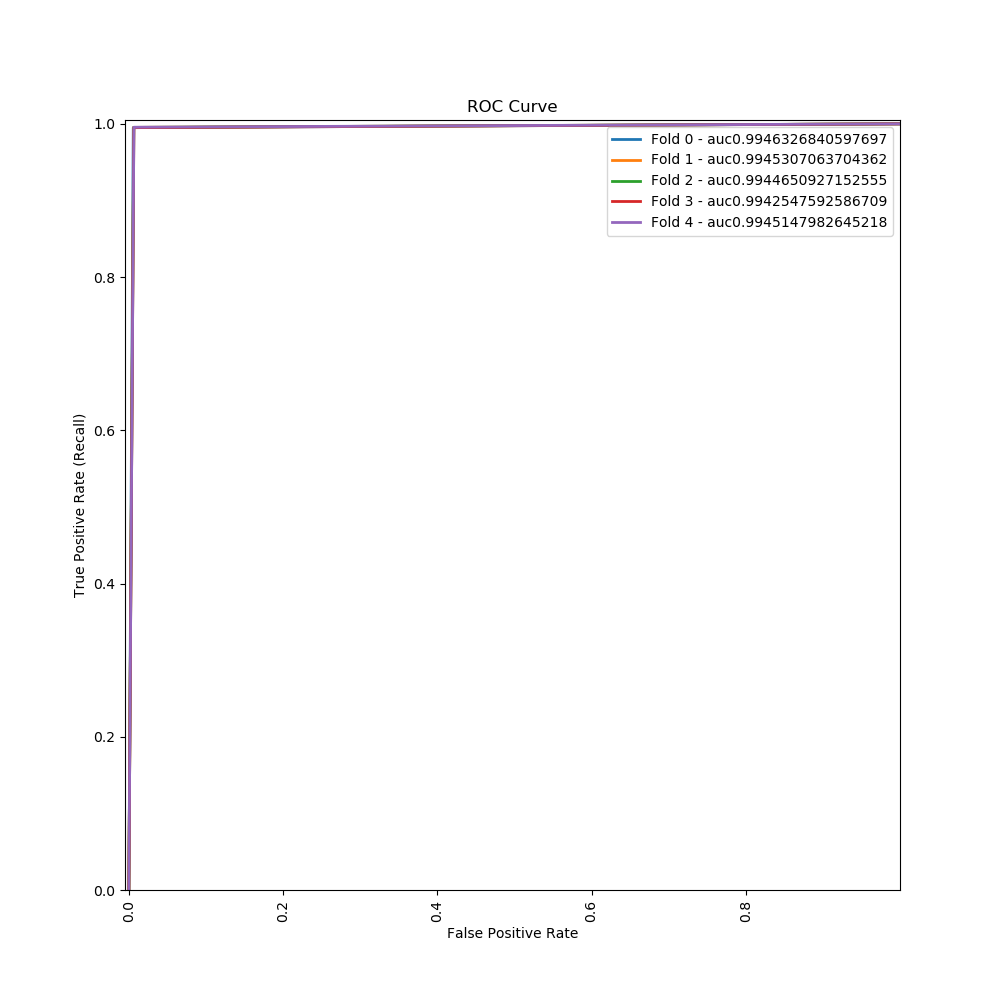 ROC Curve
1.0
0.8
0.6
0.4
0.2
0.0
True Positive Rate (Recall)
Fold 0 - auc0.9946326840597697
Fold 1 - auc0.9945307063704362
Fold 2 - auc0.9944650927152555
Fold 3 - auc0.9942547592586709
Fold 4 - auc0.9945147982645218
0.0
0.2
0.4
0.6
0.8
False Positive Rate